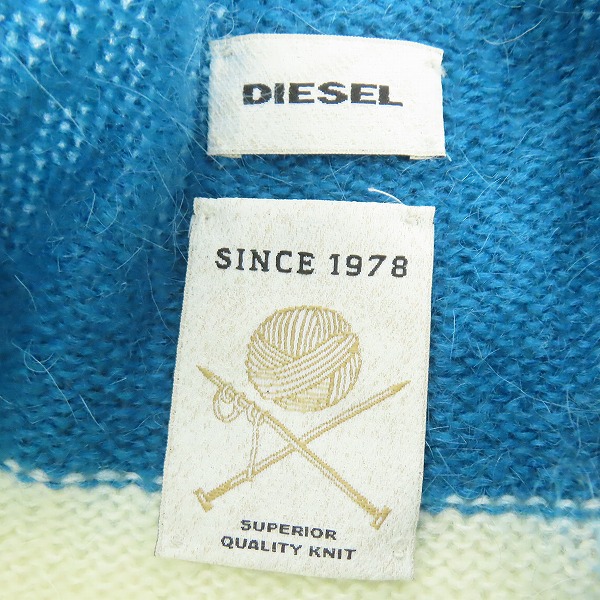 DIESEL
SINCE 1978
SUPERIOR
QUALITY KNIT